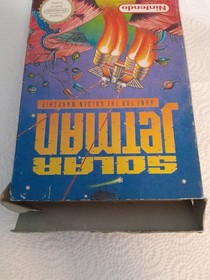 SOLAR
JETMAN
HUNT FOR THE GOLDEN WARPSHIP
Nintendo